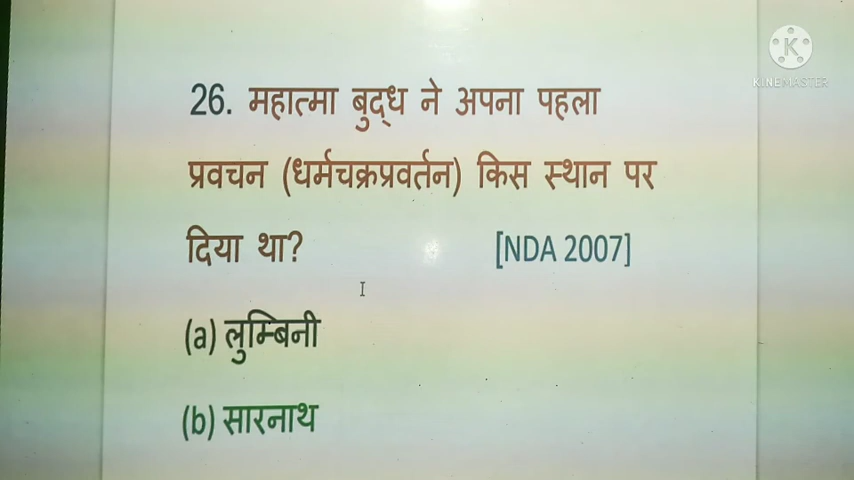 KINEMASTER
26. महात्मा बुद्ध ने अपना पहला
प्रवचन (धर्मचक्रप्रवर्तन) किस स्थान पर
दिया था? [NDA 2007]
(a) लुम्बिनी
(b) सारनाथ